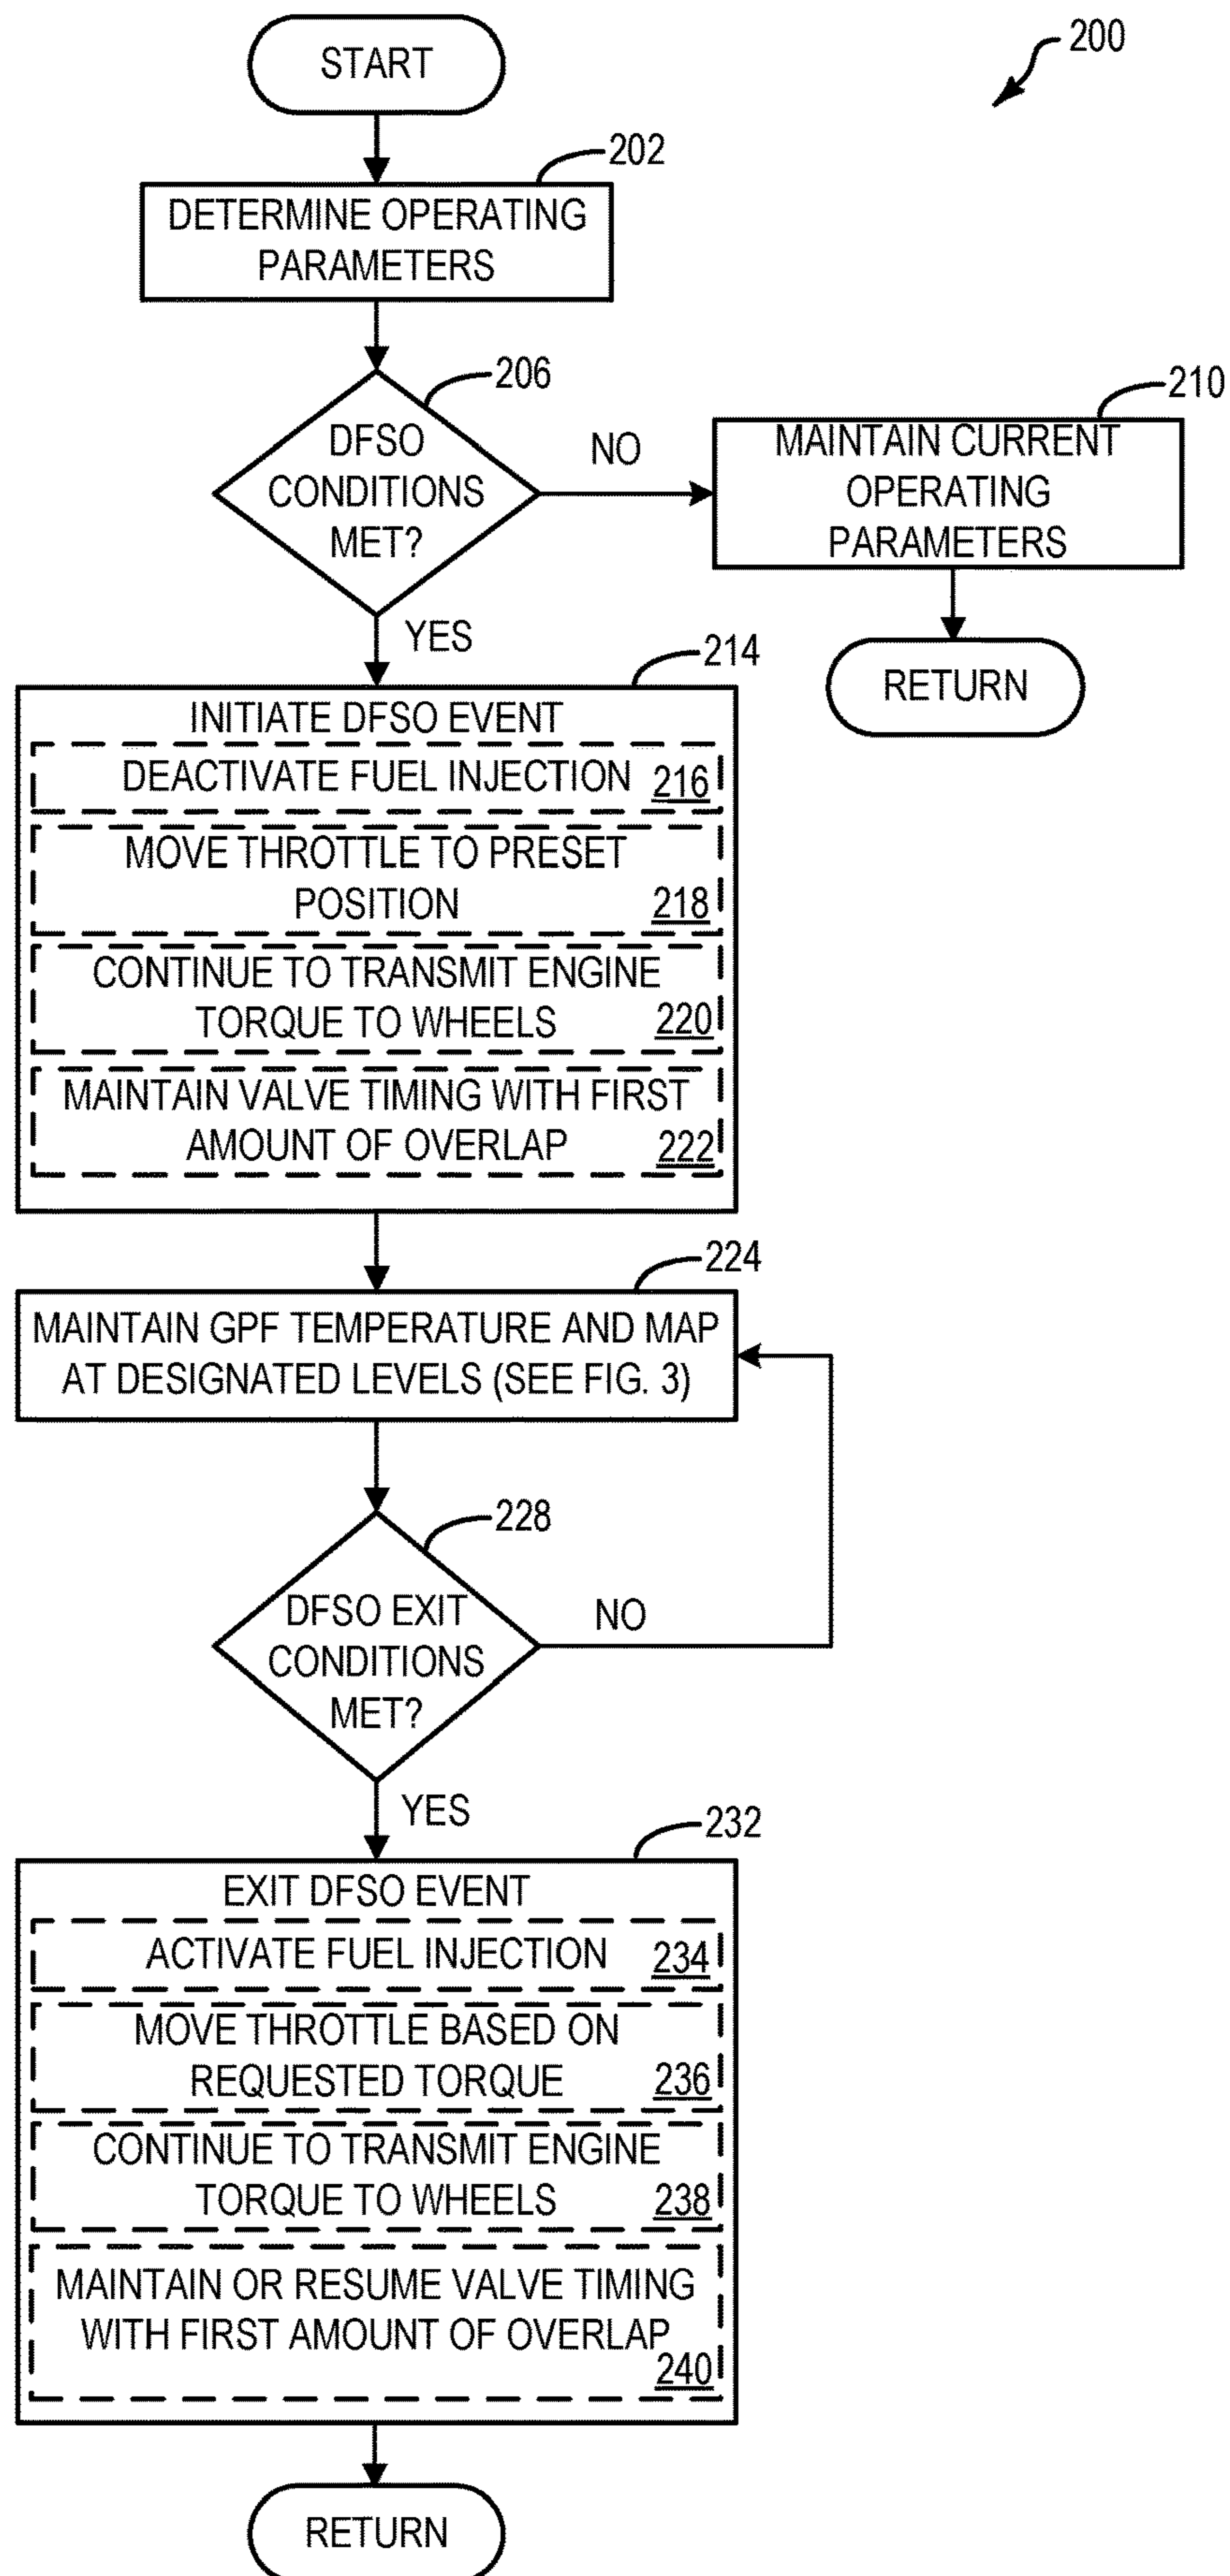 START
200
202
DETERMINE OPERATING
PARAMETERS
206
DFSO
CONDITIONS
MET?
NO
210
MAINTAIN CURRENT
OPERATING
PARAMETERS
YES
RETURN
214
INITIATE DFSO EVENT
DEACTIVATE FUEL INJECTION 216
MOVE THROTTLE TO PRESET
POSITION 218
CONTINUE TO TRANSMIT ENGINE
TORQUE TO WHEELS 220
MAINTAIN VALVE TIMING WITH FIRST
AMOUNT OF OVERLAP 222
224
MAINTAIN GPF TEMPERATURE AND MAP
AT DESIGNATED LEVELS (SEE FIG. 3)
228
DFSO EXIT
CONDITIONS
MET?
NO
YES
232
EXIT DFSO EVENT
ACTIVATE FUEL INJECTION 234
MOVE THROTTLE BASED ON
REQUESTED TORQUE 236
CONTINUE TO TRANSMIT ENGINE
TORQUE TO WHEELS 238
MAINTAIN OR RESUME VALVE TIMING
WITH FIRST AMOUNT OF OVERLAP
240
RETURN